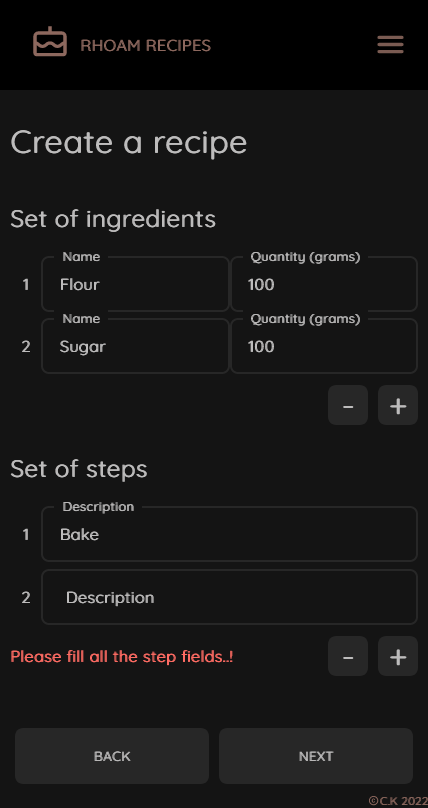 RHOAM RECIPES
Create a recipe
Set of ingredients
Name Quantity (grams)
1 Flour 100
Name Quantity (grams)
2 Sugar 100
- +
Set of steps
Description
1 Bake
2 Description
Please fill all the step fields..! - +
BACK NEXT
©C.K 2022